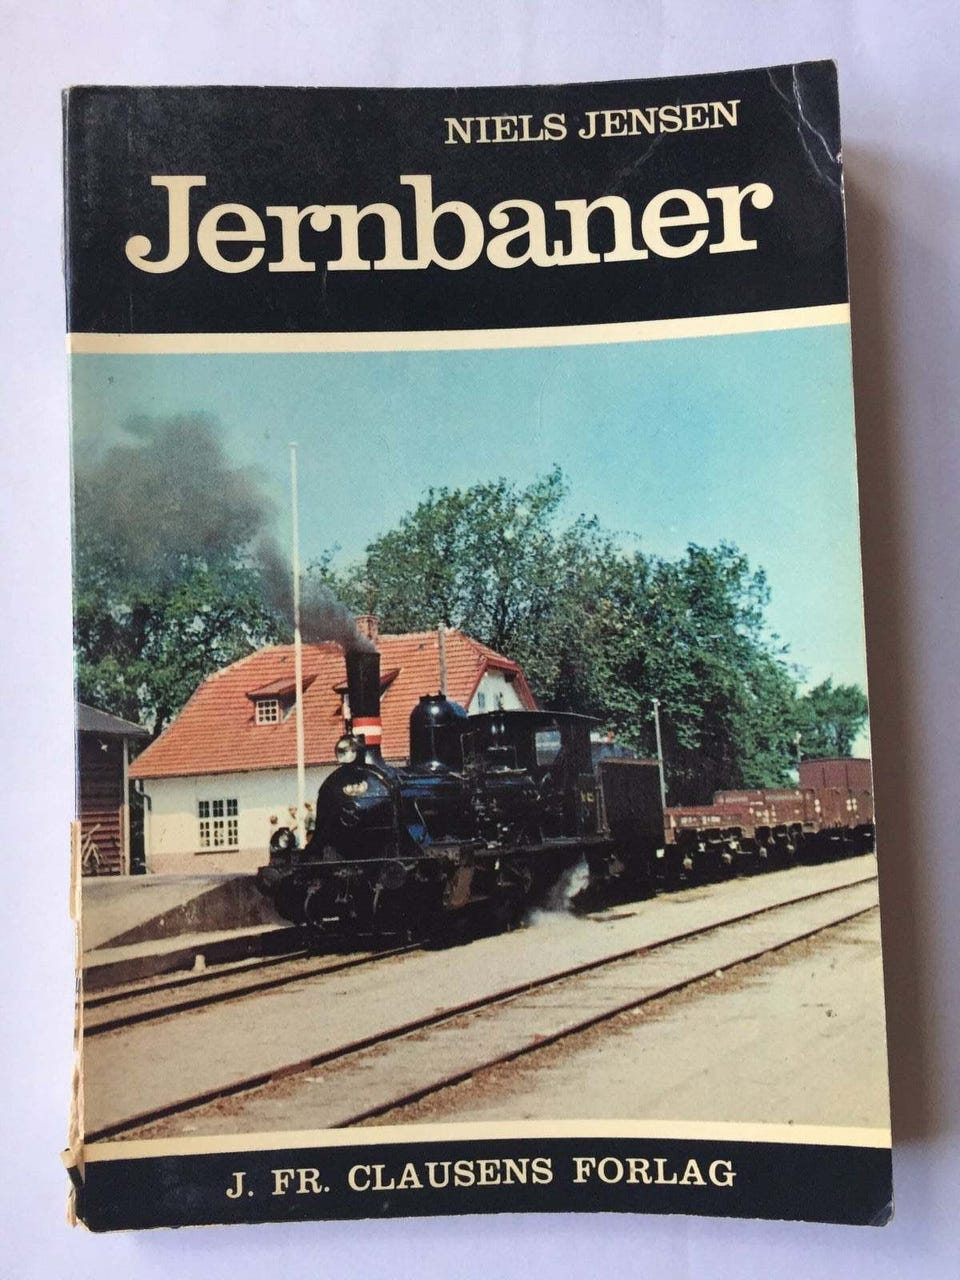 NIELS JENSEN
Jernbaner
J. FR. CLAUSENS FORLAG